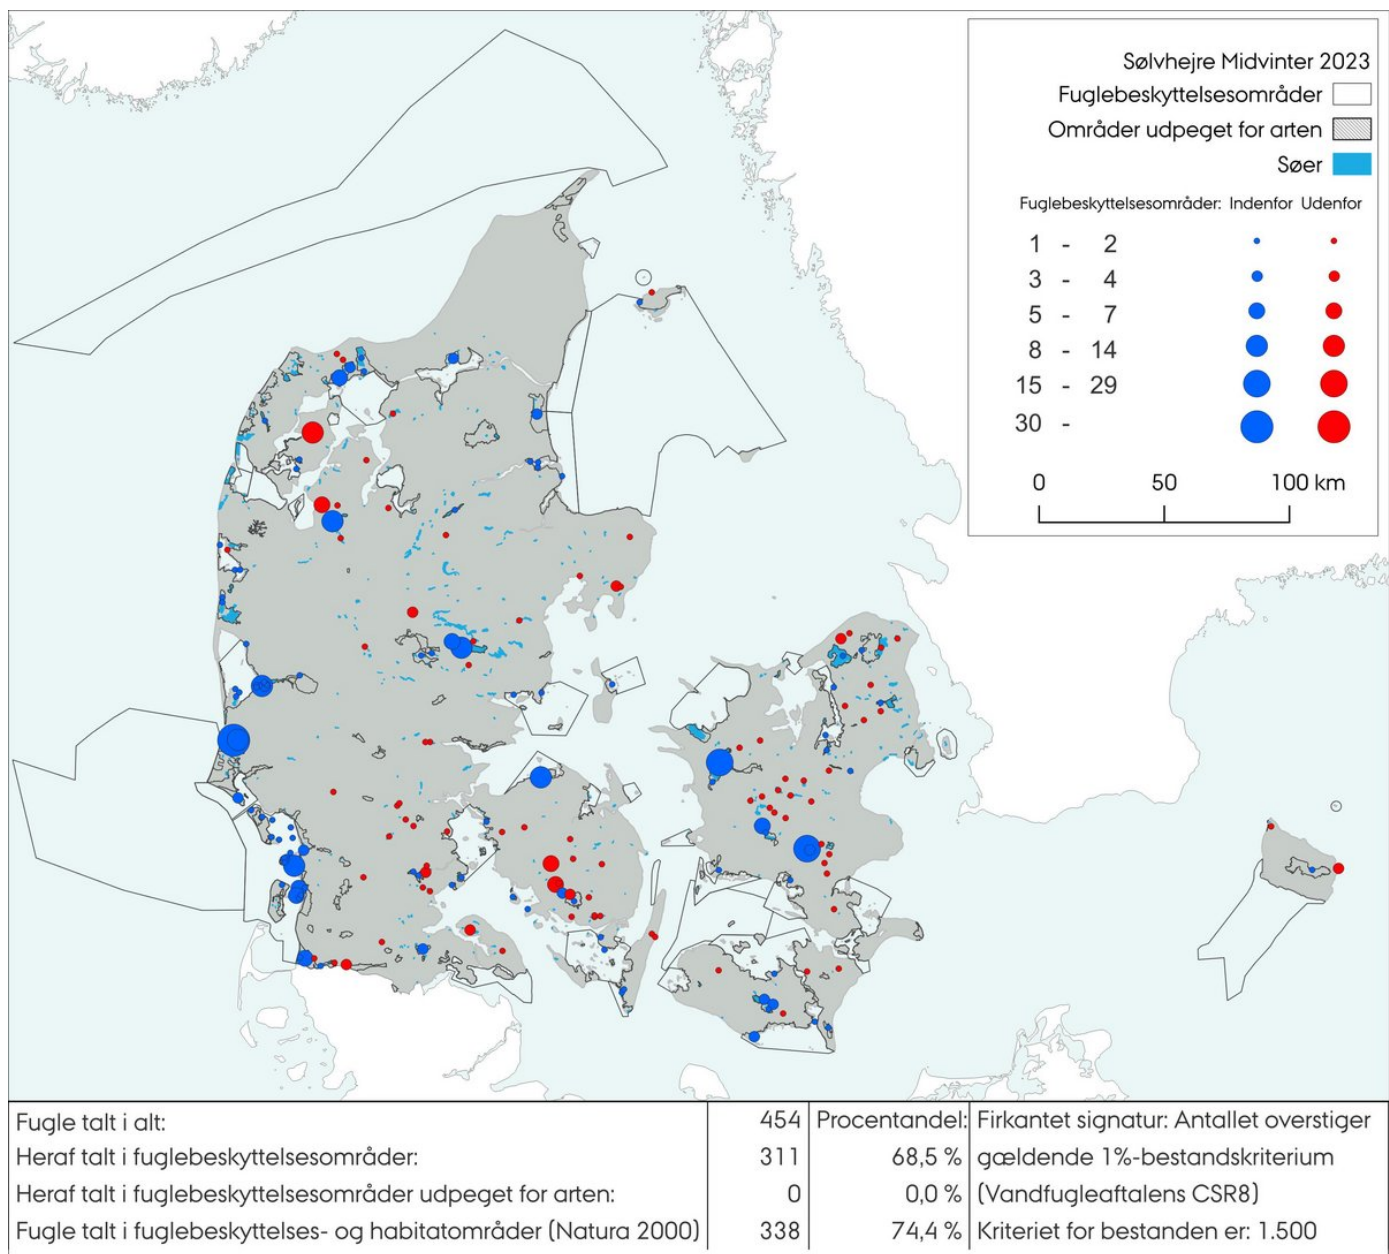 Sølvhejre Midvinter 2023
Fuglebeskyttelsesområder
Områder udpeget for arten
Søer
Fuglebeskyttelsesområder: Indenfor Udenfor
1 - 2
3 - 4
5 - 7
8 - 14
15 - 29
30 -
0 50 100 km
Fugle talt i alt: 454 Procentandel: Firkantet signatur: Antallet overstiger
Heraf talt i fuglebeskyttelsesområder: 311 68,5 % gældende 1%-bestandskriterium
Heraf talt i fuglebeskyttelsesområder udpeget for arten: 0 0,0 % (Vandfugleaftalens CSR8)
Fugle talt i fuglebeskyttelses- og habitatområder (Natura 2000) 338 74,4 % Kriteriet for bestanden er: 1.500